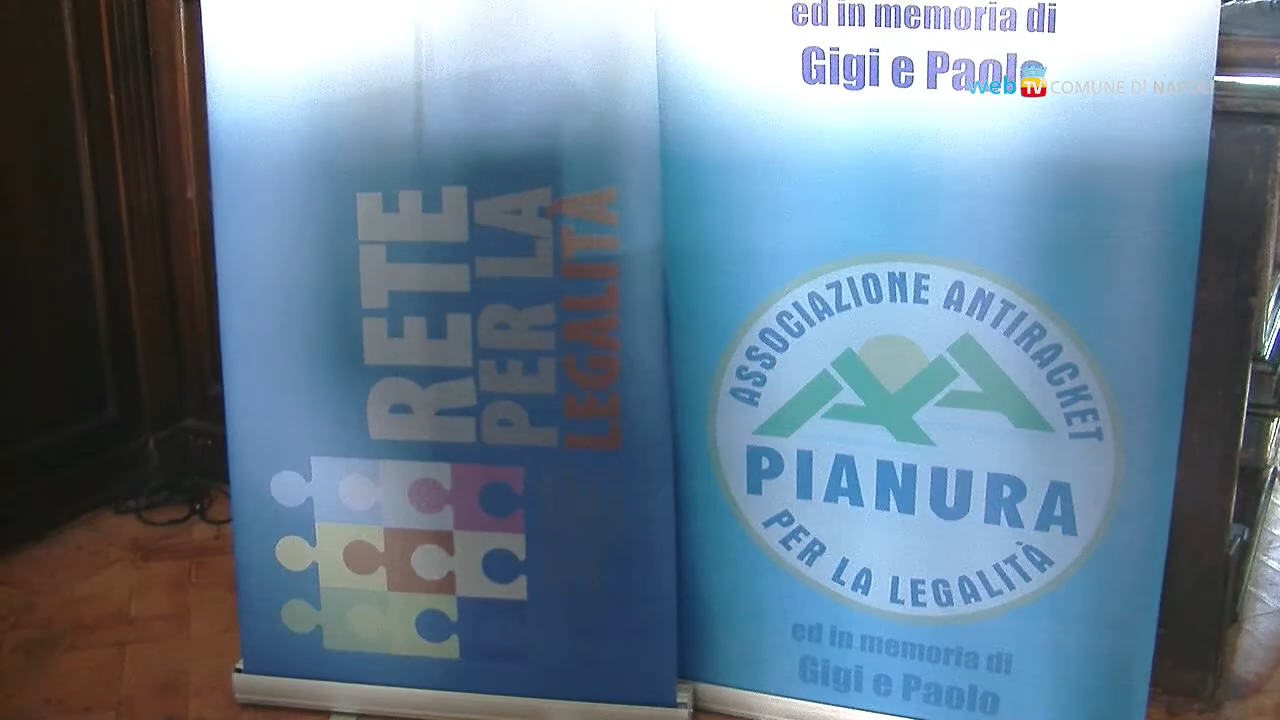 ed in memoria di
Gigi e Paolo
web TV COMUNE DI NAPOLI
RETE
PER LA
LEGALITÀ
ASSOCIAZIONE ANTIRACKET
PIANURA
PER LA LEGALITÀ
ed in memoria di
Gigi e Paolo